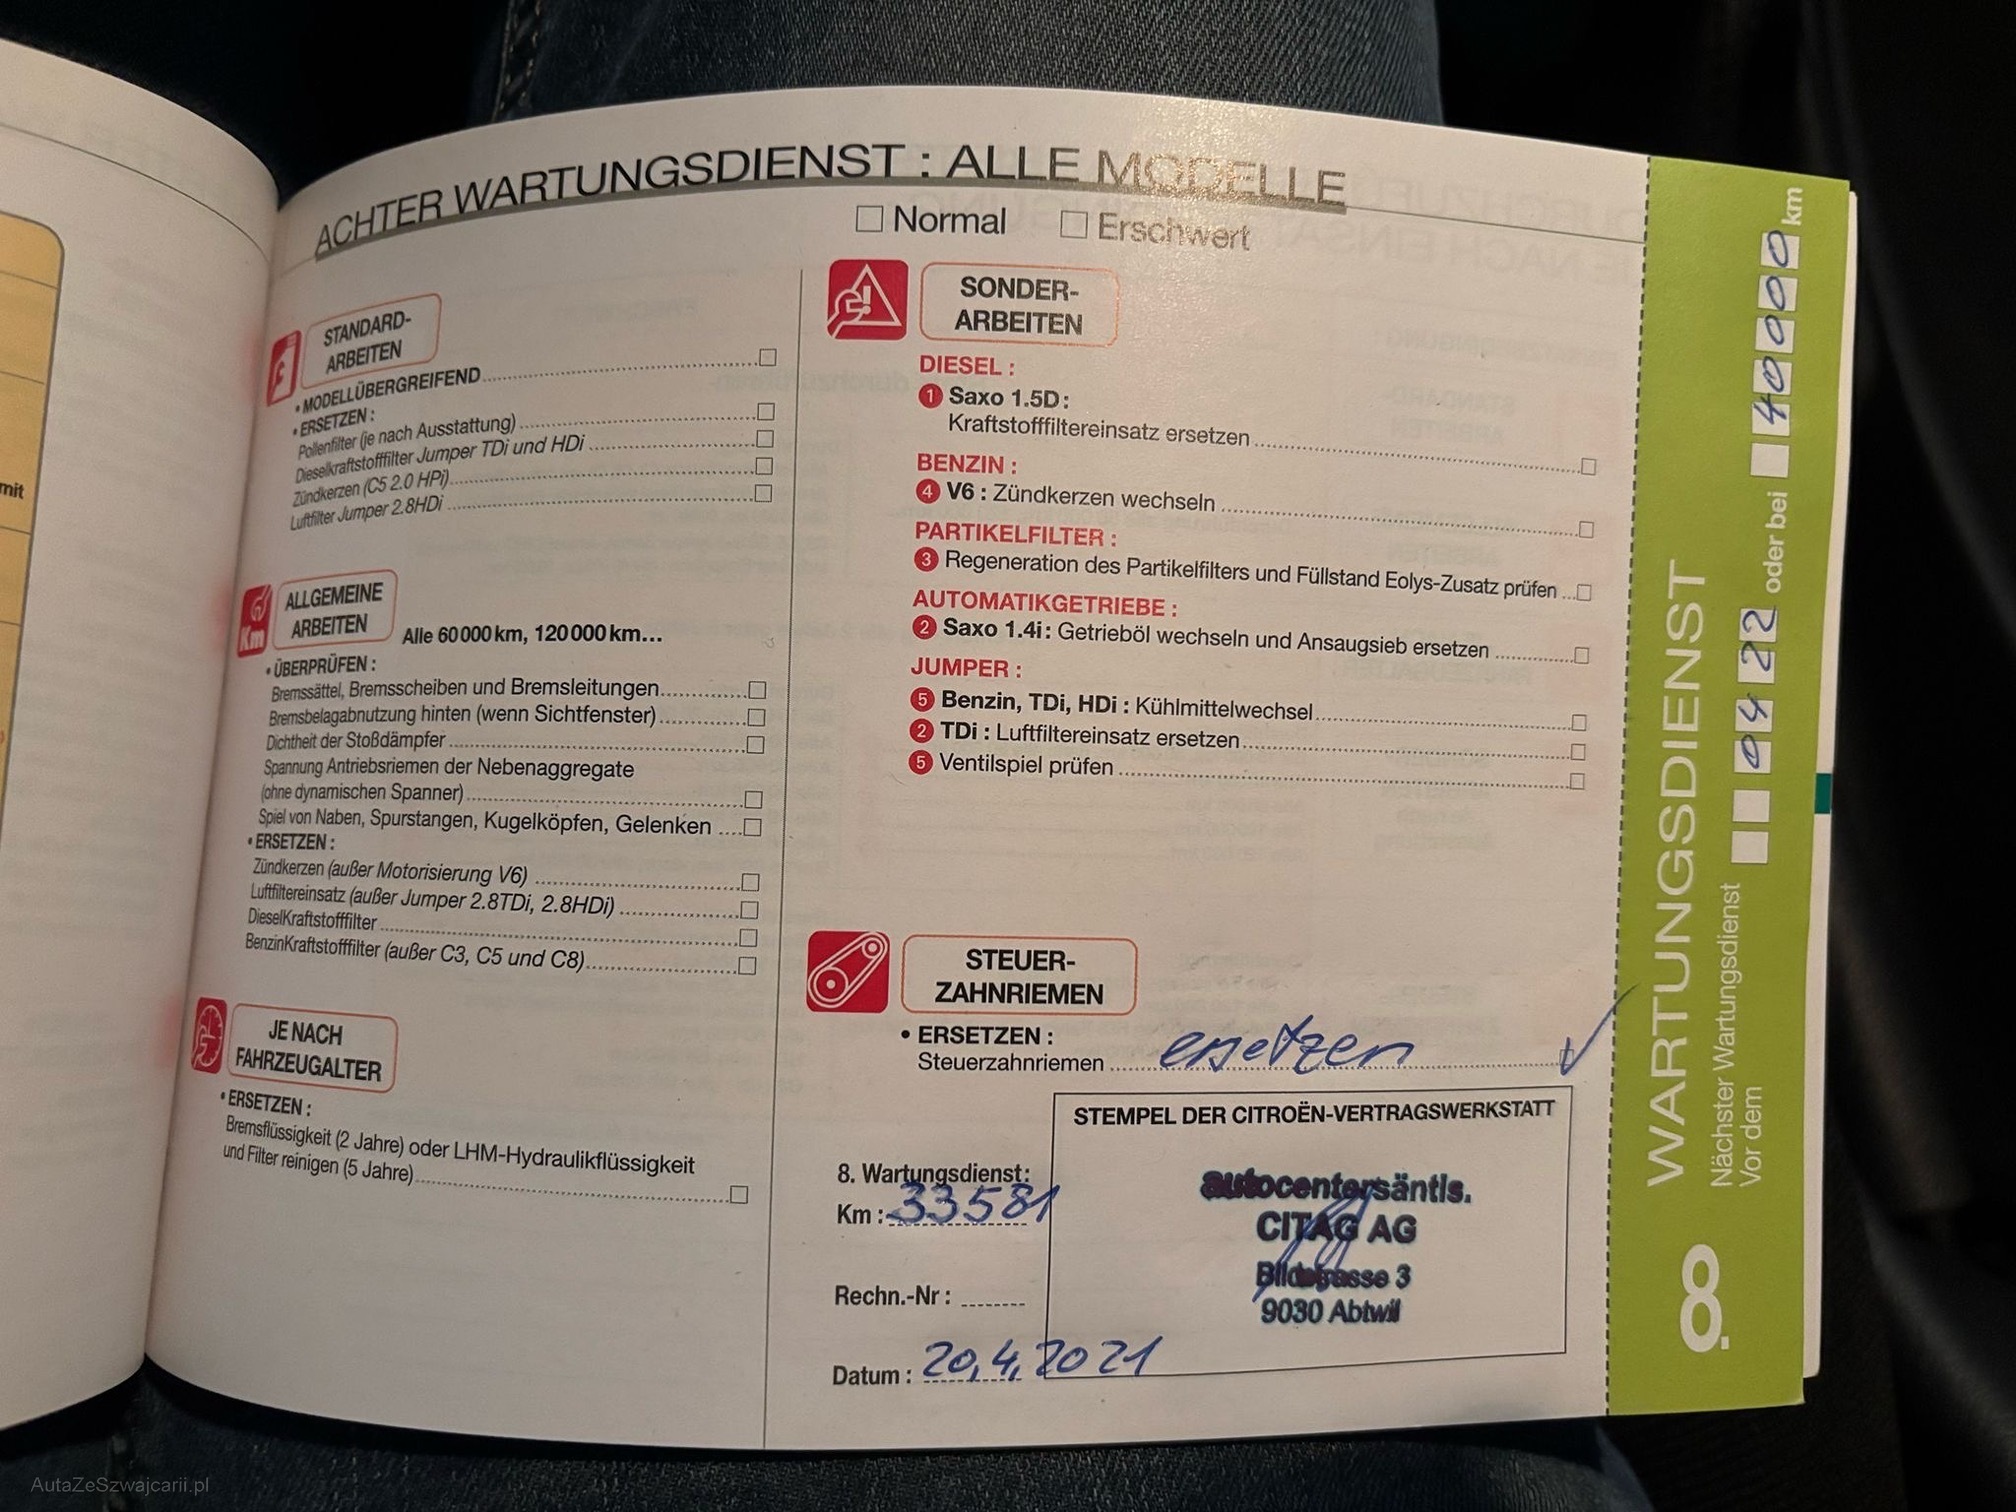 mit
ACHTER WARTUNGSDIENST : ALLE MODELLE
Normal Erschwert
STANDARD-
ARBEITEN
• MODELLÜBERGREIFEND
• ERSETZEN :
Pollenfilter (je nach Ausstattung)
Dieselkraftstofffilter Jumper TDi und HDi
Zündkerzen (C5 2.0 HPi)
Luftfilter Jumper 2.8HDi
Km
ALLGEMEINE
ARBEITEN
Alle 60 000 km, 120 000 km...
• ÜBERPRÜFEN :
Bremssättel, Bremsscheiben und Bremsleitungen
Bremsbelagabnutzung hinten (wenn Sichtfenster)
Dichtheit der Stoßdämpfer
Spannung Antriebsriemen der Nebenaggregate
(ohne dynamischen Spanner)
Spiel von Naben, Spurstangen, Kugelköpfen, Gelenken
• ERSETZEN :
Zündkerzen (außer Motorisierung V6)
Luftfiltereinsatz (außer Jumper 2.8TDi, 2.8HDi)
DieselKraftstofffilter
BenzinKraftstofffilter (außer C3, C5 und C8)
JE NACH
FAHRZEUGALTER
• ERSETZEN :
Bremsflüssigkeit (2 Jahre) oder LHM-Hydraulikflüssigkeit
und Filter reinigen (5 Jahre)
SONDER-
ARBEITEN
DIESEL :
1 Saxo 1.5D :
Kraftstofffiltereinsatz ersetzen
BENZIN :
4 V6 : Zündkerzen wechseln
PARTIKELFILTER :
3 Regeneration des Partikelfilters und Füllstand Eolys-Zusatz prüfen
AUTOMATIKGETRIEBE :
2 Saxo 1.4i : Getrieböl wechseln und Ansaugsieb ersetzen
JUMPER :
5 Benzin, TDi, HDi : Kühlmittelwechsel
2 TDi : Luftfiltereinsatz ersetzen
5 Ventilspiel prüfen
STEUER-
ZAHNRIEMEN
• ERSETZEN :
Steuerzahnriemen ersetzen
STEMPEL DER CITROËN-VERTRAGSWERKSTATT
autocentersäntis.
CITAG AG
Bildstrasse 3
9030 Abtwil
8. Wartungsdienst:
Km : 33581
Rechn.-Nr :
Datum : 20,4,2021
8. WARTUNGSDIENST
Nächster Wartungsdienst
Vor dem 04 22 oder bei 40000 km
AutaZeSzwajcarii.pl